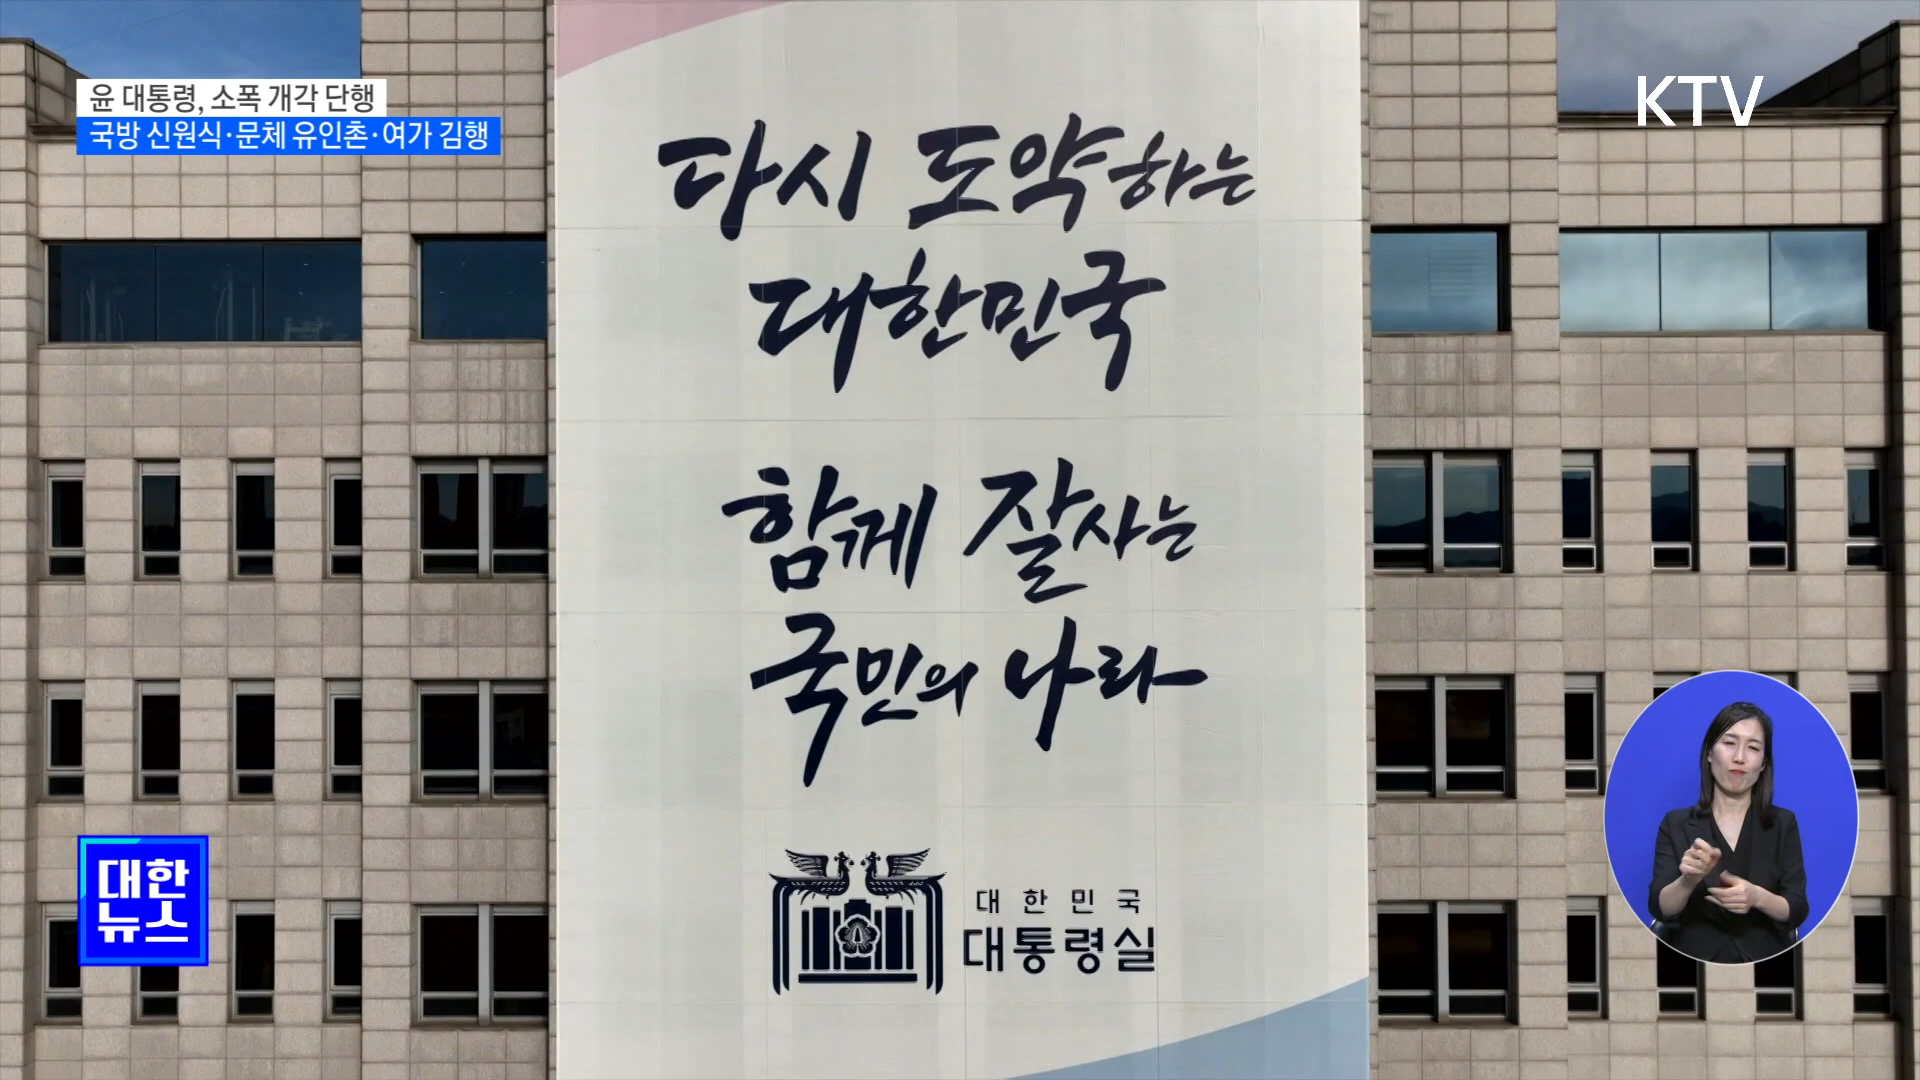 윤 대통령, 소폭 개각 단행
국방 신원식·문체 유인촌·여가 김행
KTV
다시 도약하는
대한민국
함께 잘사는
국민의 나라
대한민국
대통령실
대한
뉴스